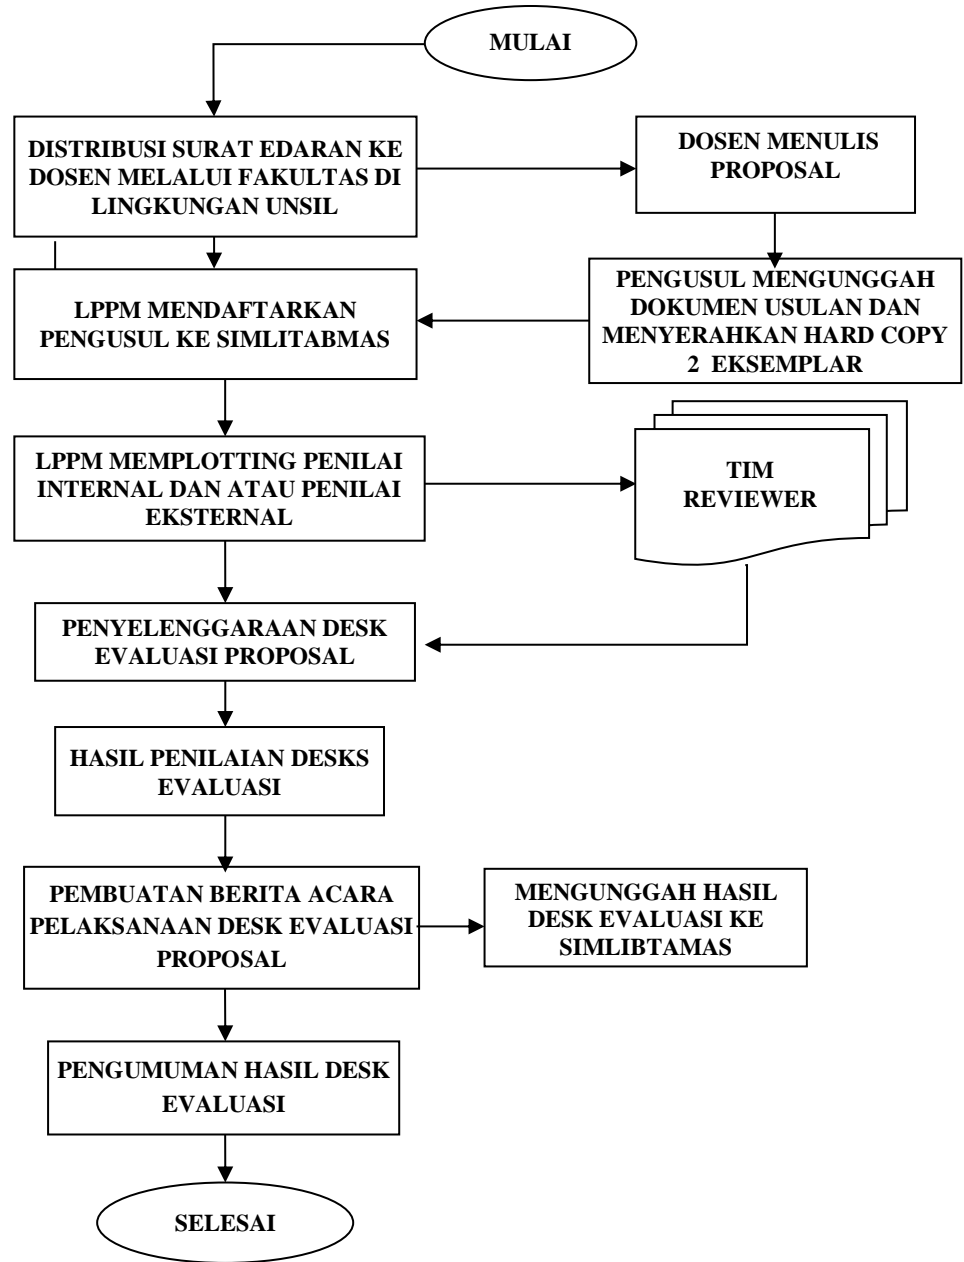 MULAI
DISTRIBUSI SURAT EDARAN KE
DOSEN MELALUI FAKULTAS DI
LINGKUNGAN UNSIL
DOSEN MENULIS
PROPOSAL
LPPM MENDAFTARKAN
PENGUSUL KE SIMLITABMAS
PENGUSUL MENGUNGGAH
DOKUMEN USULAN DAN
MENYERAHKAN HARD COPY
2 EKSEMPLAR
LPPM MEMPLOTTING PENILAI
INTERNAL DAN ATAU PENILAI
EKSTERNAL
TIM
REVIEWER
PENYELENGGARAAN DESK
EVALUASI PROPOSAL
HASIL PENILAIAN DESKS
EVALUASI
PEMBUATAN BERITA ACARA
PELAKSANAAN DESK EVALUASI
PROPOSAL
MENGUNGGAH HASIL
DESK EVALUASI KE
SIMLIBTAMAS
PENGUMUMAN HASIL DESK
EVALUASI
SELESAI